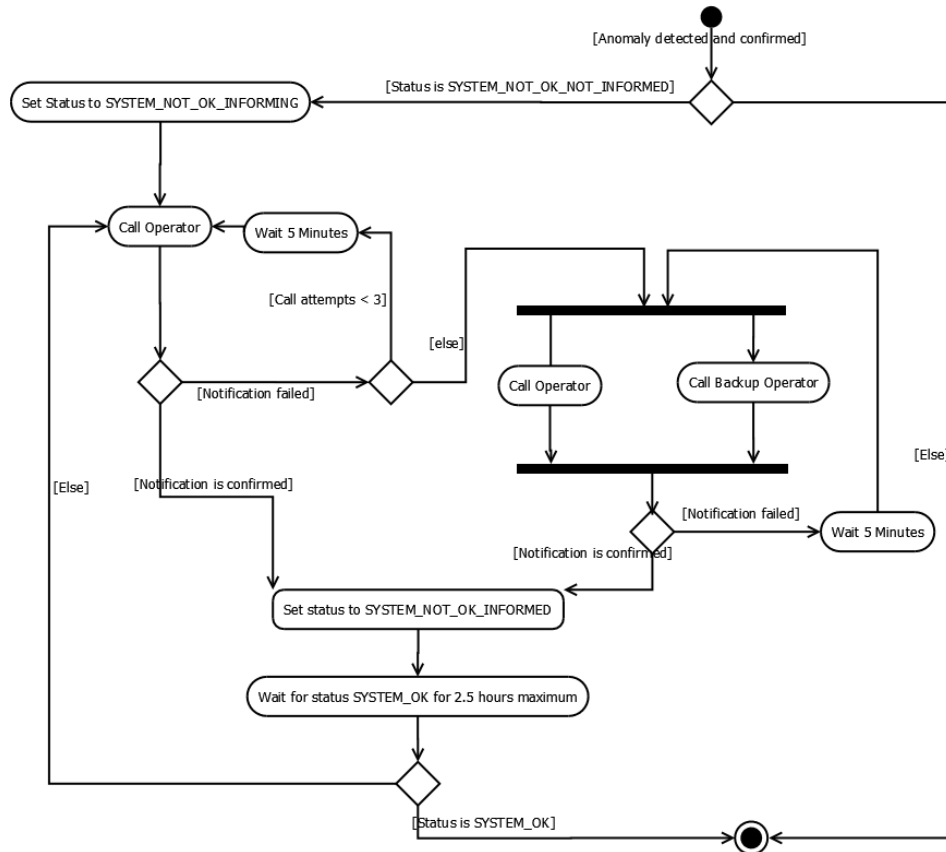 [Anomaly detected and confirmed]
[Status is SYSTEM_NOT_OK_NOT_INFORMED]
Set Status to SYSTEM_NOT_OK_INFORMING
Call Operator
Wait 5 Minutes
[Call attempts < 3]
[else]
[Notification failed]
Call Operator
Call Backup Operator
[Else]
[Else]
[Notification is confirmed]
[Notification failed]
Wait 5 Minutes
[Notification is confirmed]
Set status to SYSTEM_NOT_OK_INFORMED
Wait for status SYSTEM_OK for 2.5 hours maximum
[Status is SYSTEM_OK]